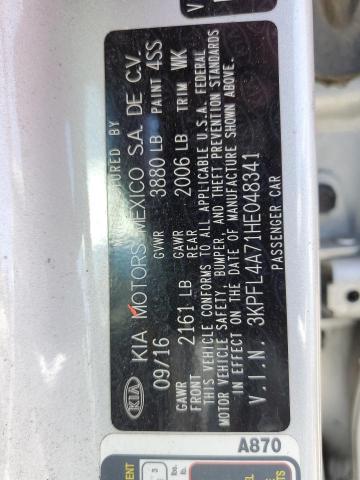 KIA
KIA MOTORS MEXICO S.A. DE C.V.
09/16 GVWR 3880 LB PAINT 4SS
GAWR FRONT 2161 LB GAWR REAR 2006 LB TRIM WK
THIS VEHICLE CONFORMS TO ALL APPLICABLE U.S.A. FEDERAL
MOTOR VEHICLE SAFETY, BUMPER, AND THEFT PREVENTION STANDARDS
IN EFFECT ON THE DATE OF MANUFACTURE SHOWN ABOVE.
V.I.N. 3KPFL4A71HE048341
PASSENGER CAR
A870